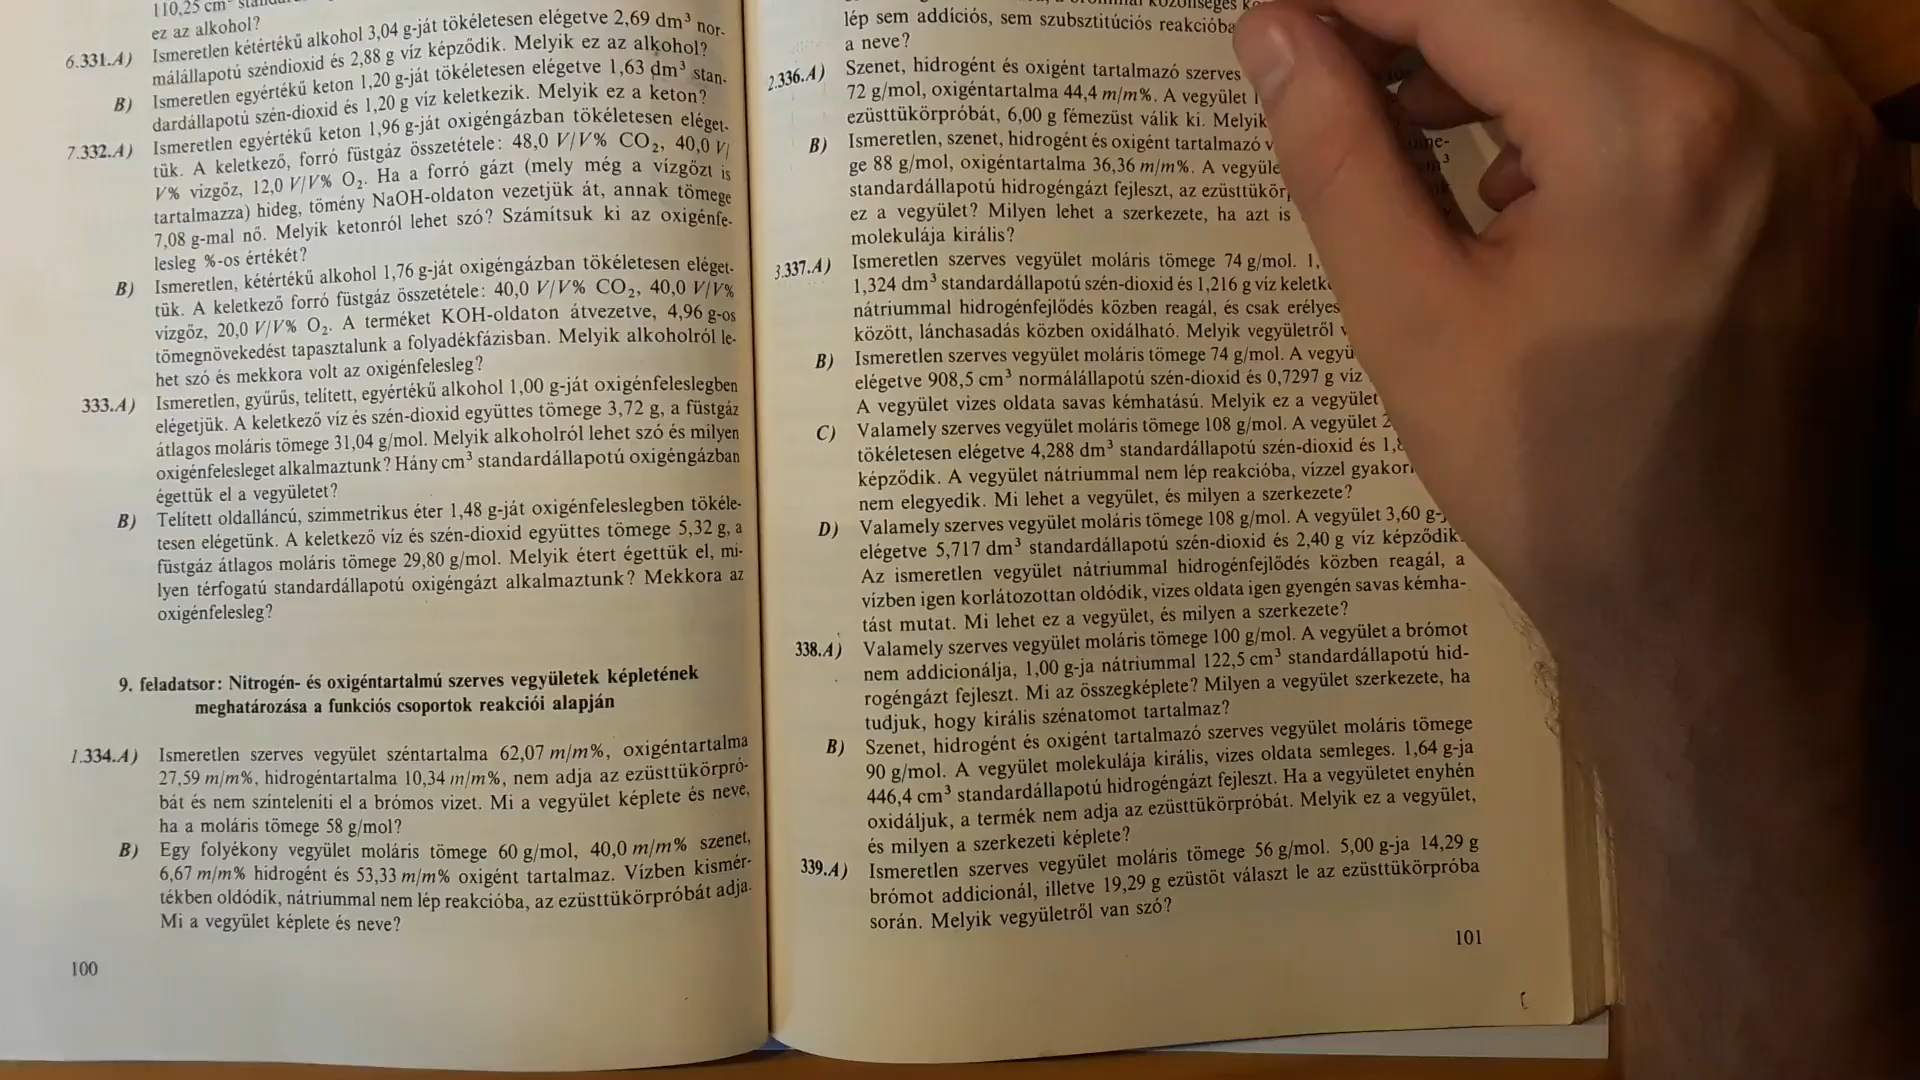 110,25 cm³
ez az alkohol?
6.331.A) Ismeretlen kétértékű alkohol 3,04 g-ját tökéletesen elégetve 2,69 dm³ nor-
málállapotú széndioxid és 2,88 g víz képződik. Melyik ez az alkohol?
B) Ismeretlen egyértékű keton 1,20 g-ját tökéletesen elégetve 1,63 dm³ stan-
dardállapotú szén-dioxid és 1,20 g víz keletkezik. Melyik ez a keton?
7.332.A) Ismeretlen egyértékű keton 1,96 g-ját oxigéngázban tökéletesen eléget-
tük. A keletkező, forró füstgáz összetétele: 48,0 V/V% CO₂, 40,0 V/
V% vízgőz, 12,0 V/V% O₂. Ha a forró gázt (mely még a vízgőzt is
tartalmazza) hideg, tömény NaOH-oldaton vezetjük át, annak tömege
7,08 g-mal nő. Melyik ketonról lehet szó? Számítsuk ki az oxigénfe-
lesleg %-os értékét?
B) Ismeretlen, kétértékű alkohol 1,76 g-ját oxigéngázban tökéletesen eléget-
tük. A keletkező forró füstgáz összetétele: 40,0 V/V% CO₂, 40,0 V/V%
vízgőz, 20,0 V/V% O₂. A terméket KOH-oldaton átvezetve, 4,96 g-os
tömegnövekedést tapasztalunk a folyadékfázisban. Melyik alkoholról le-
het szó és mekkora volt az oxigénfelesleg?
333.A) Ismeretlen, gyűrűs, telített, egyértékű alkohol 1,00 g-ját oxigénfeleslegben
elégetjük. A keletkező víz és szén-dioxid együttes tömege 3,72 g, a füstgáz
átlagos moláris tömege 31,04 g/mol. Melyik alkoholról lehet szó és milyen
oxigénfelesleget alkalmaztunk? Hány cm³ standardállapotú oxigéngázban
égettük el a vegyületet?
B) Telített oldalláncú, szimmetrikus éter 1,48 g-ját oxigénfeleslegben tökéle-
tesen elégetünk. A keletkező víz és szén-dioxid együttes tömege 5,32 g, a
füstgáz átlagos moláris tömege 29,80 g/mol. Melyik étert égettük el, mi-
lyen térfogatú standardállapotú oxigéngázt alkalmaztunk? Mekkora az
oxigénfelesleg?
9. feladatsor: Nitrogén- és oxigéntartalmú szerves vegyületek képletének
meghatározása a funkciós csoportok reakciói alapján
1.334.A) Ismeretlen szerves vegyület széntartalma 62,07 m/m%, oxigéntartalma
27,59 m/m%, hidrogéntartalma 10,34 m/m%, nem adja az ezüsttükörpró-
bát és nem színteleníti el a brómos vizet. Mi a vegyület képlete és neve,
ha a moláris tömege 58 g/mol?
B) Egy folyékony vegyület moláris tömege 60 g/mol, 40,0 m/m% szenet,
6,67 m/m% hidrogént és 53,33 m/m% oxigént tartalmaz. Vízben kismér-
tékben oldódik, nátriummal nem lép reakcióba, az ezüsttükörpróbát adja.
Mi a vegyület képlete és neve?
100
közönséges
lép sem addíciós, sem szubsztitúciós reakcióba
a neve?
2.336.A) Szenet, hidrogént és oxigént tartalmazó szerves
72 g/mol, oxigéntartalma 44,4 m/m%. A vegyület
ezüsttükörpróbát, 6,00 g fémezüst válik ki. Melyik
B) Ismeretlen, szenet, hidrogént és oxigént tartalmazó
ge 88 g/mol, oxigéntartalma 36,36 m/m%. A
standardállapotú hidrogéngázt fejleszt, az
ez a vegyület? Milyen lehet a szerkezete, ha azt is
molekulája királis?
3.337.A) Ismeretlen szerves vegyület moláris tömege 74 g/mol.
1,324 dm³ standardállapotú szén-dioxid és 1,216 g víz
nátriummal hidrogénfejlődés közben reagál, és csak erélyes
között, lánchasadás közben oxidálható. Melyik vegyületről
B) Ismeretlen szerves vegyület moláris tömege 74 g/mol. A
elégetve 908,5 cm³ normálállapotú szén-dioxid és 0,7297 g víz
A vegyület vizes oldata savas kémhatású. Melyik ez a vegyület
C) Valamely szerves vegyület moláris tömege 108 g/mol. A vegyület
tökéletesen elégetve 4,288 dm³ standardállapotú szén-dioxid és
képződik. A vegyület nátriummal nem lép reakcióba, vízzel
nem elegyedik. Mi lehet a vegyület, és milyen a szerkezete?
D) Valamely szerves vegyület moláris tömege 108 g/mol. A vegyület 3,60
elégetve 5,717 dm³ standardállapotú szén-dioxid és 2,40 g víz képződik.
Az ismeretlen vegyület nátriummal hidrogénfejlődés közben reagál, a
vízben igen korlátozottan oldódik, vizes oldata igen gyengén savas kémha-
tást mutat. Mi lehet ez a vegyület, és milyen a szerkezete?
338.A) Valamely szerves vegyület moláris tömege 100 g/mol. A vegyület a brómot
nem addicionálja, 1,00 g-ja nátriummal 122,5 cm³ standardállapotú hid-
rogéngázt fejleszt. Mi az összegképlete? Milyen a vegyület szerkezete, ha
tudjuk, hogy királis szénatomot tartalmaz?
B) Szenet, hidrogént és oxigént tartalmazó szerves vegyület moláris tömege
90 g/mol. A vegyület molekulája királis, vizes oldata semleges. 1,64 g-ja
446,4 cm³ standardállapotú hidrogéngázt fejleszt. Ha a vegyületet enyhén
oxidáljuk, a termék nem adja az ezüsttükörpróbát. Melyik ez a vegyület,
és milyen a szerkezeti képlete?
339.A) Ismeretlen szerves vegyület moláris tömege 56 g/mol. 5,00 g-ja 14,29 g
brómot addicionál, illetve 19,29 g ezüstöt választ le az ezüsttükörpróba
során. Melyik vegyületről van szó?
101